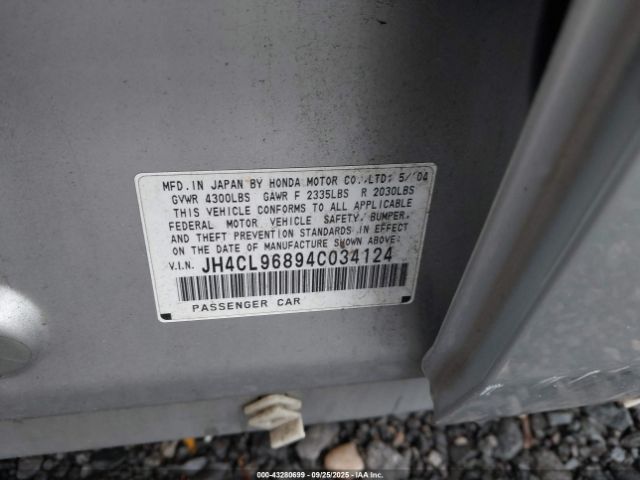 MFD. IN JAPAN BY HONDA MOTOR CO., LTD: 5/'04
GVWR 4300LBS GAWR F 2335LBS R 2030LBS
THIS VEHICLE CONFORMS TO ALL APPLICABLE
FEDERAL MOTOR VEHICLE SAFETY, BUMPER,
AND THEFT PREVENTION STANDARDS IN EFFECT
ON THE DATE OF MANUFACTURE SHOWN ABOVE.
V.I.N. JH4CL96894C034124
PASSENGER CAR
000-43280699 (09/25/2025) IAA